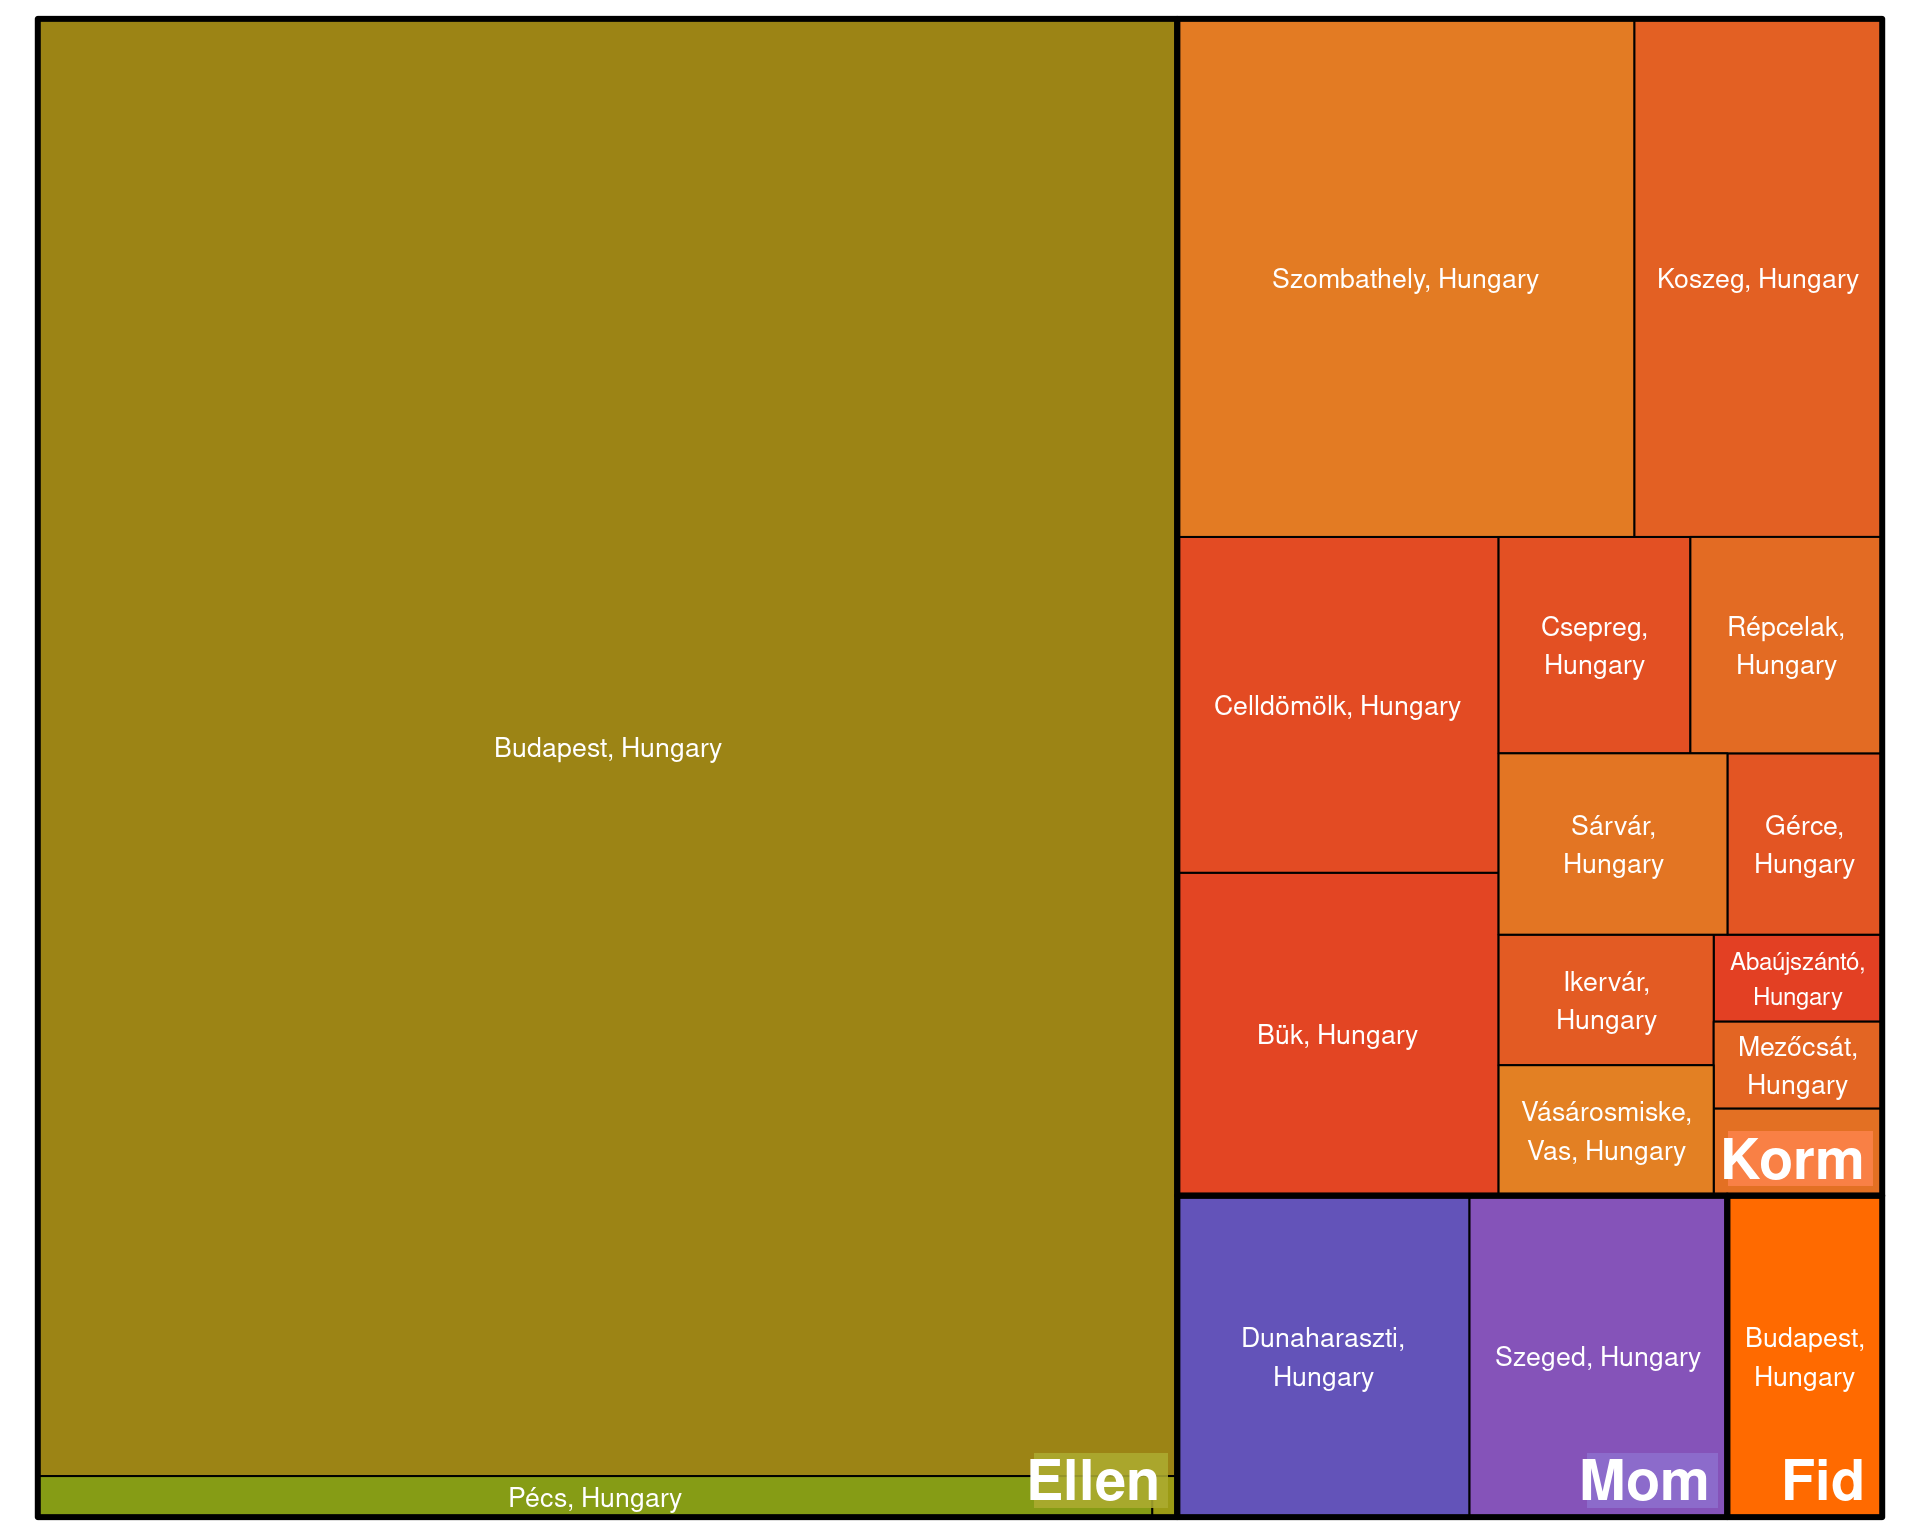 Budapest, Hungary
Pécs, Hungary
Ellen
Szombathely, Hungary
Koszeg, Hungary
Celldömölk, Hungary
Csepreg,
Hungary
Répcelak,
Hungary
Sárvár,
Hungary
Gérce,
Hungary
Bük, Hungary
Ikervár,
Hungary
Abaújszántó,
Hungary
Mezőcsát,
Hungary
Vásárosmiske,
Vas, Hungary
Korm
Dunaharaszti,
Hungary
Szeged, Hungary
Mom
Budapest,
Hungary
Fid